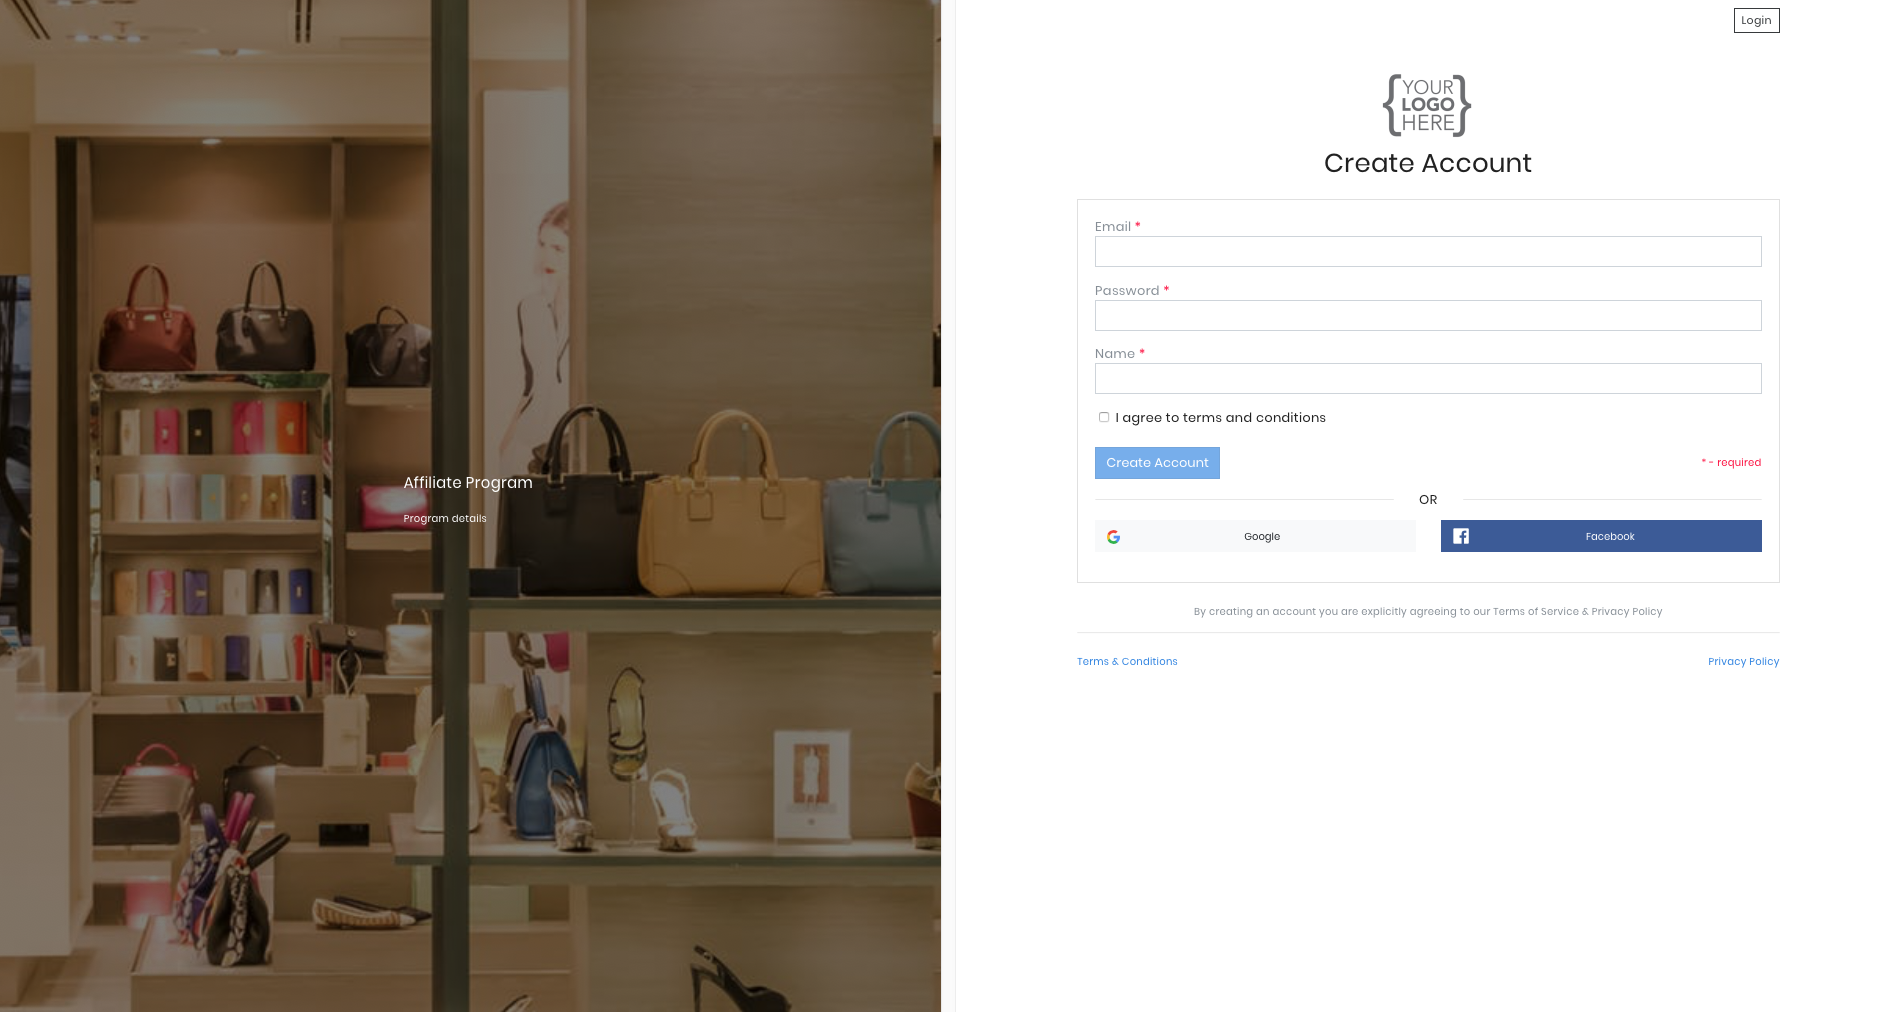 Login
{YOUR
LOGO
HERE}
Create Account
Email *
Password *
Name *
I agree to terms and conditions
Create Account
* - required
OR
Google
Facebook
By creating an account you are explicitly agreeing to our Terms of Service & Privacy Policy
Terms & Conditions
Privacy Policy
Affiliate Program
Program details